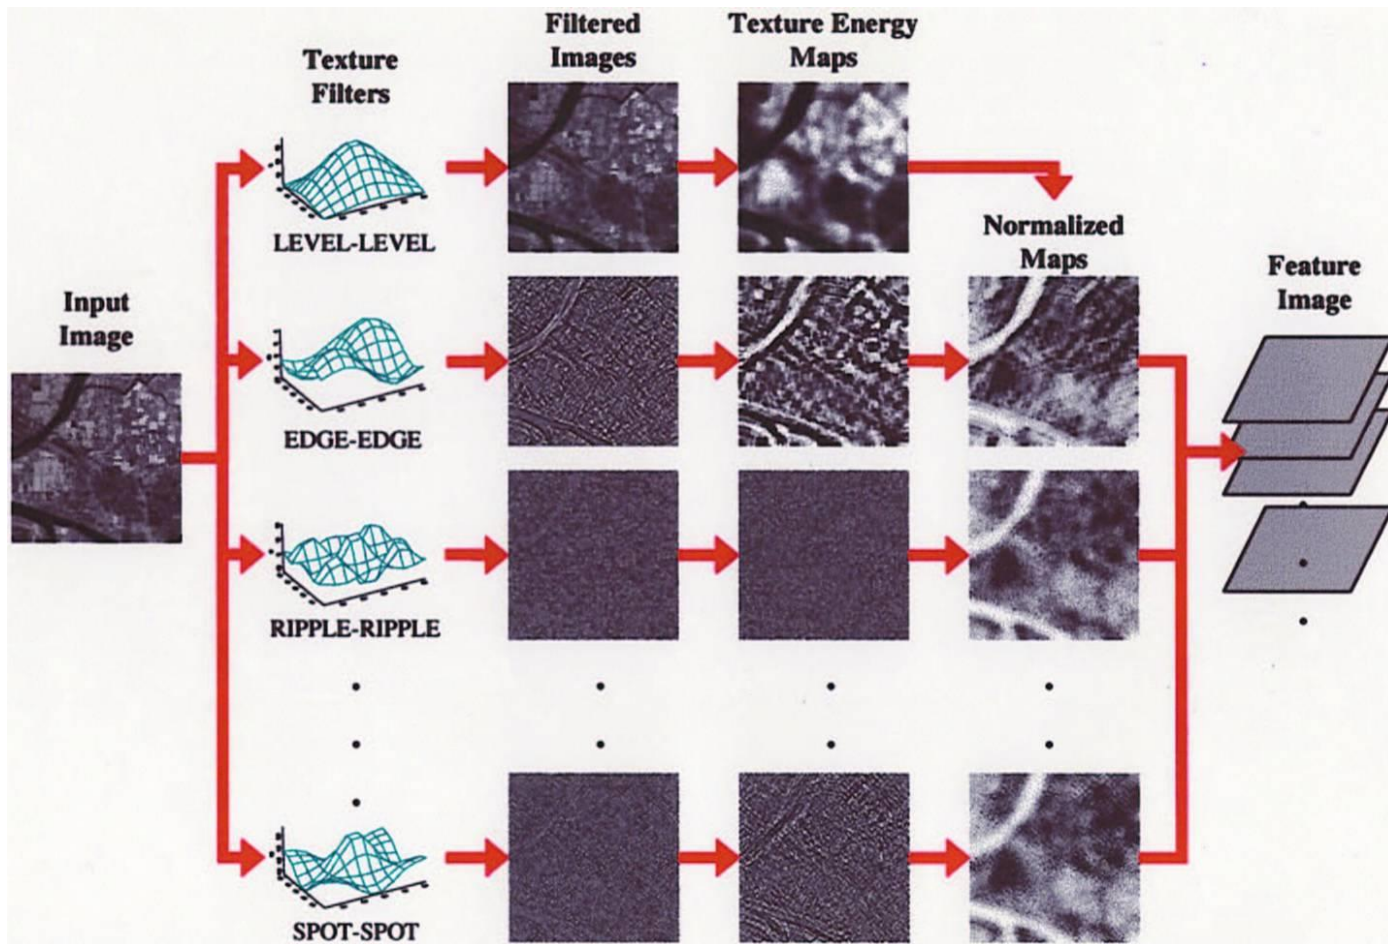 Texture
Filters
Filtered
Images
Texture Energy
Maps
LEVEL-LEVEL
Normalized
Maps
Feature
Image
Input
Image
EDGE-EDGE
RIPPLE-RIPPLE
SPOT-SPOT